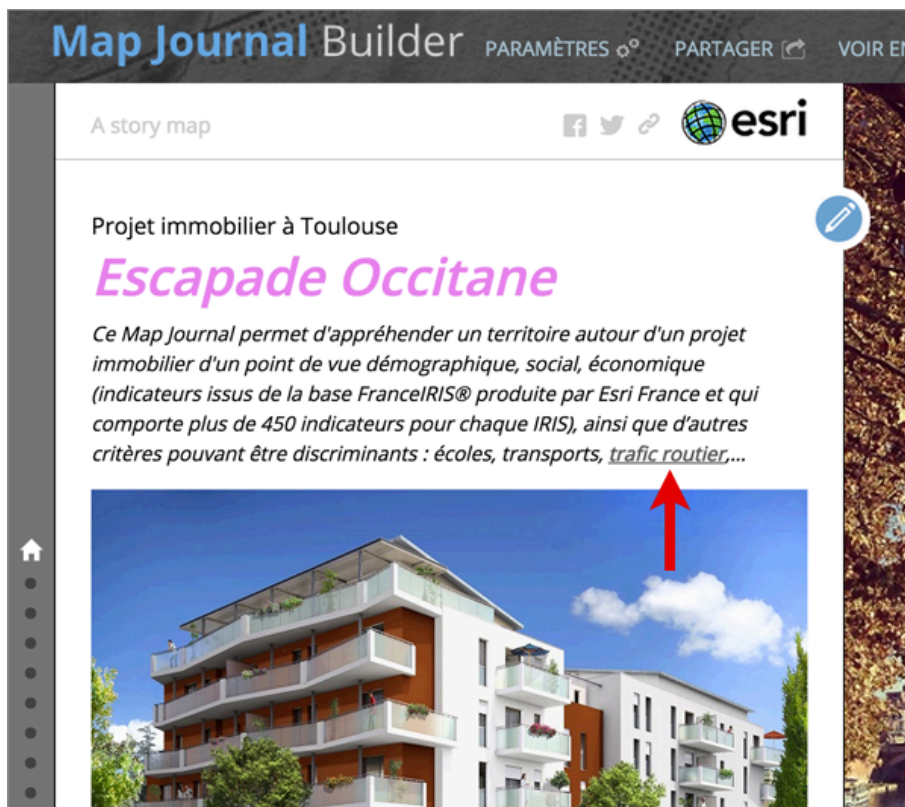 Map Journal Builder PARAMÈTRES PARTAGER VOIR EN
A story map
esri
Projet immobilier à Toulouse
Escapade Occitane
Ce Map Journal permet d'appréhender un territoire autour d'un projet
immobilier d'un point de vue démographique, social, économique
(indicateurs issus de la base FranceIRIS® produite par Esri France et qui
comporte plus de 450 indicateurs pour chaque IRIS), ainsi que d’autres
critères pouvant être discriminants : écoles, transports, trafic routier,...